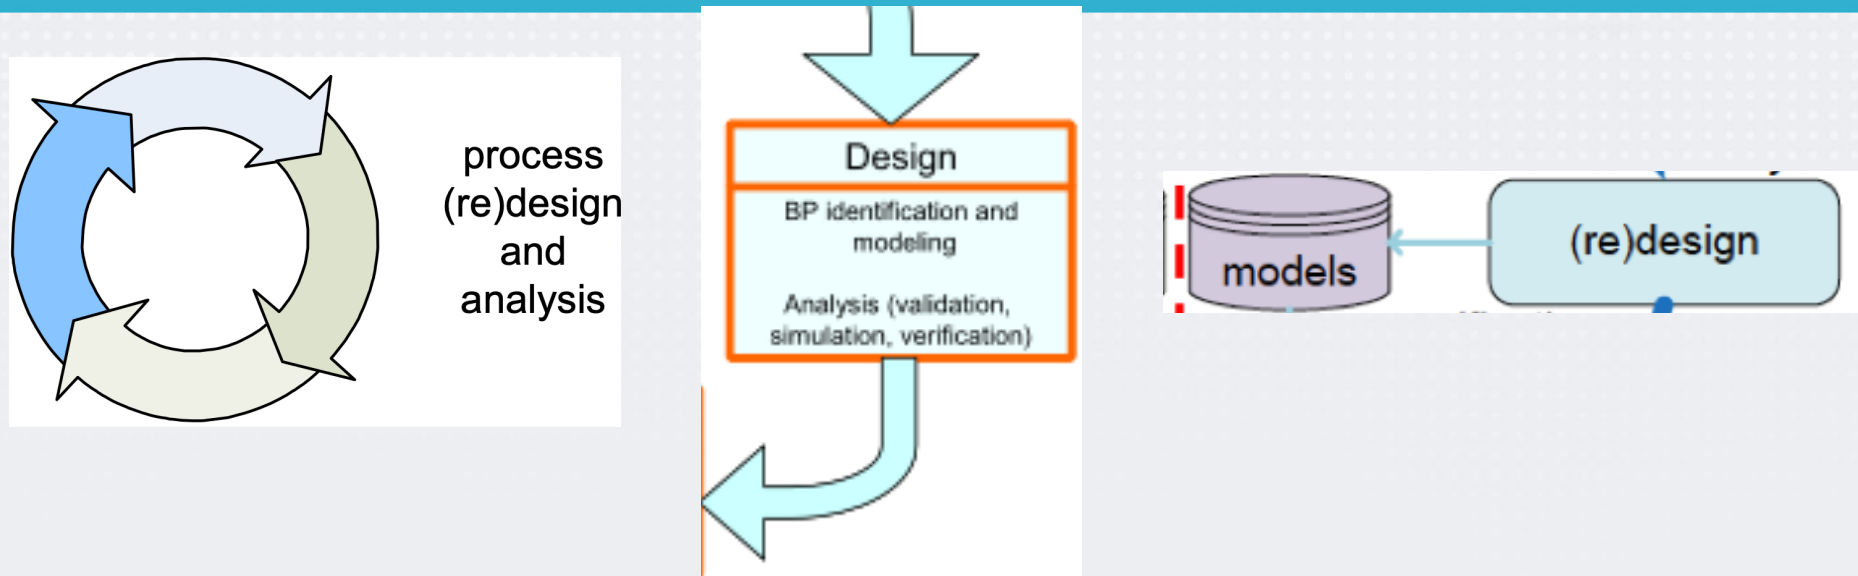 process
(re)design
and
analysis
Design
BP identification and
modeling
Analysis (validation,
simulation, verification)
models
(re)design